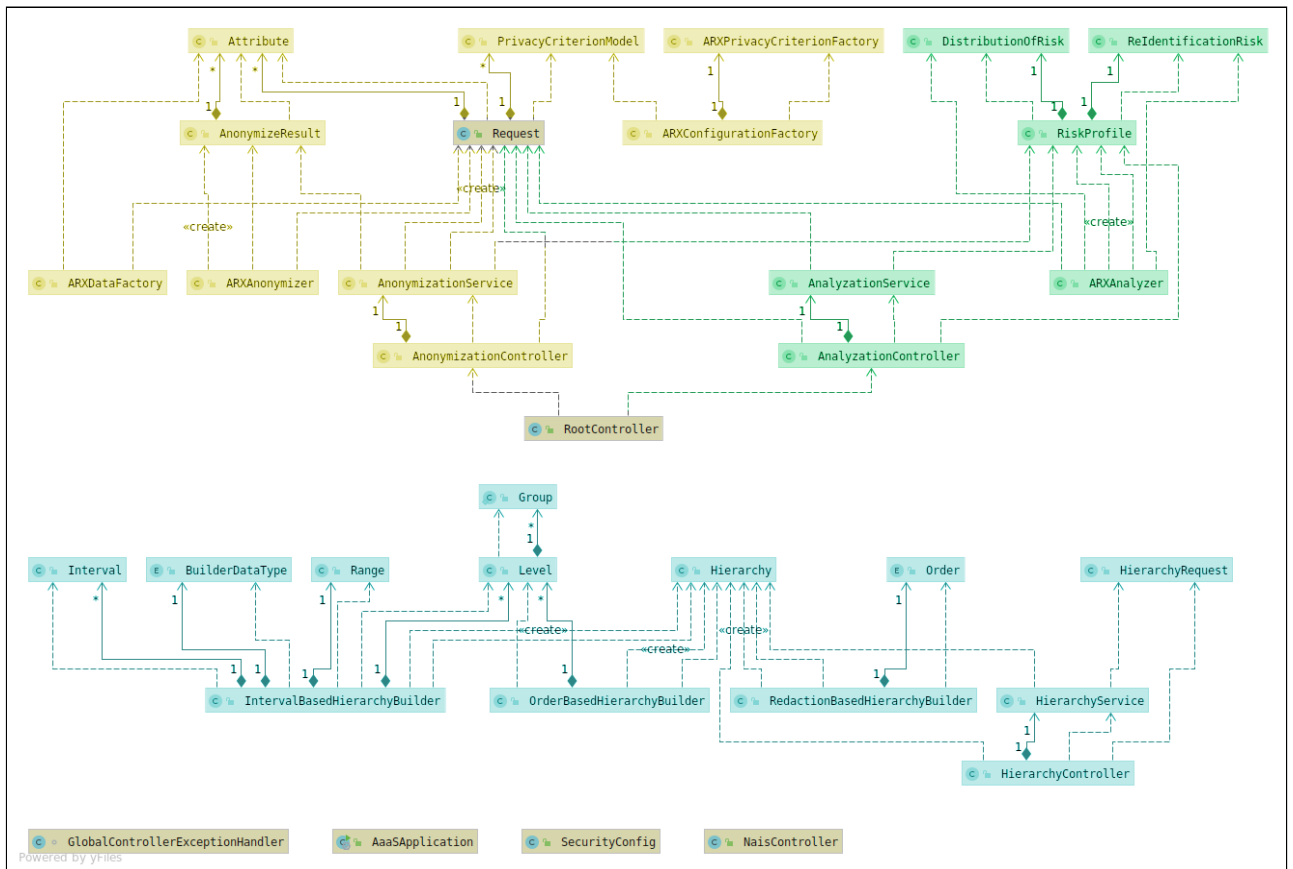 Attribute
PrivacyCriterionModel
ARXPrivacyCriterionFactory
DistributionOfRisk
ReIdentificationRisk
* * * 1 1 1
1 1 1 1 1 1
C AnonymizeResult
C Request
C ARXConfigurationFactory
C RiskProfile
«create»
«create»
«create»
C ARXDataFactory
C ARXAnonymizer
C AnonymizationService
C AnalyzationService
C ARXAnalyzer
1 1
1 1
C AnonymizationController
C AnalyzationController
C RootController
C Group
*
1
C Interval
E BuilderDataType
C Range
C Level
C Hierarchy
E Order
C HierarchyRequest
* 1 1 * * 1
«create»
«create»
«create»
1 1 1 1 1 1
C IntervalBasedHierarchyBuilder
C OrderBasedHierarchyBuilder
C RedactionBasedHierarchyBuilder
C HierarchyService
1
1
C HierarchyController
C GlobalControllerExceptionHandler
C AaaSApplication
C SecurityConfig
C NaisController
Powered by yFiles